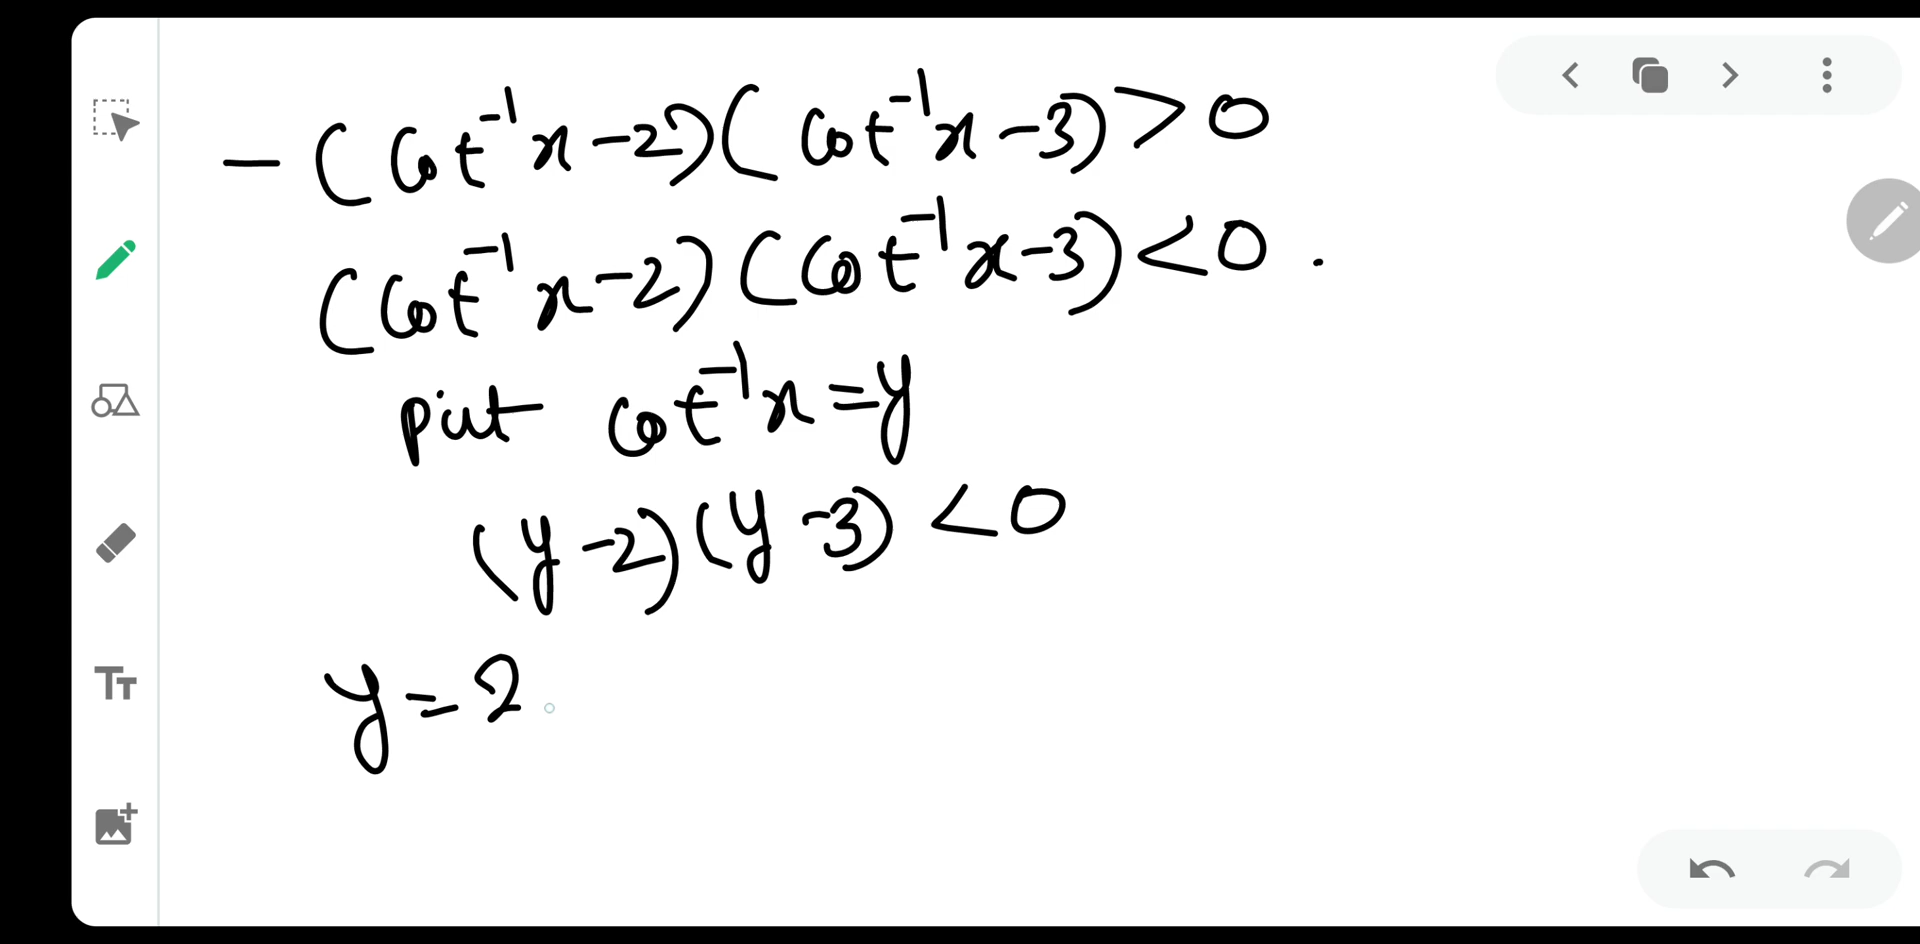 -(cot⁻¹x-2)(cot⁻¹x-3)>0
(cot⁻¹x-2)(cot⁻¹x-3)<0.
put cot⁻¹x=y
(y-2)(y-3)<0
y=2
TT